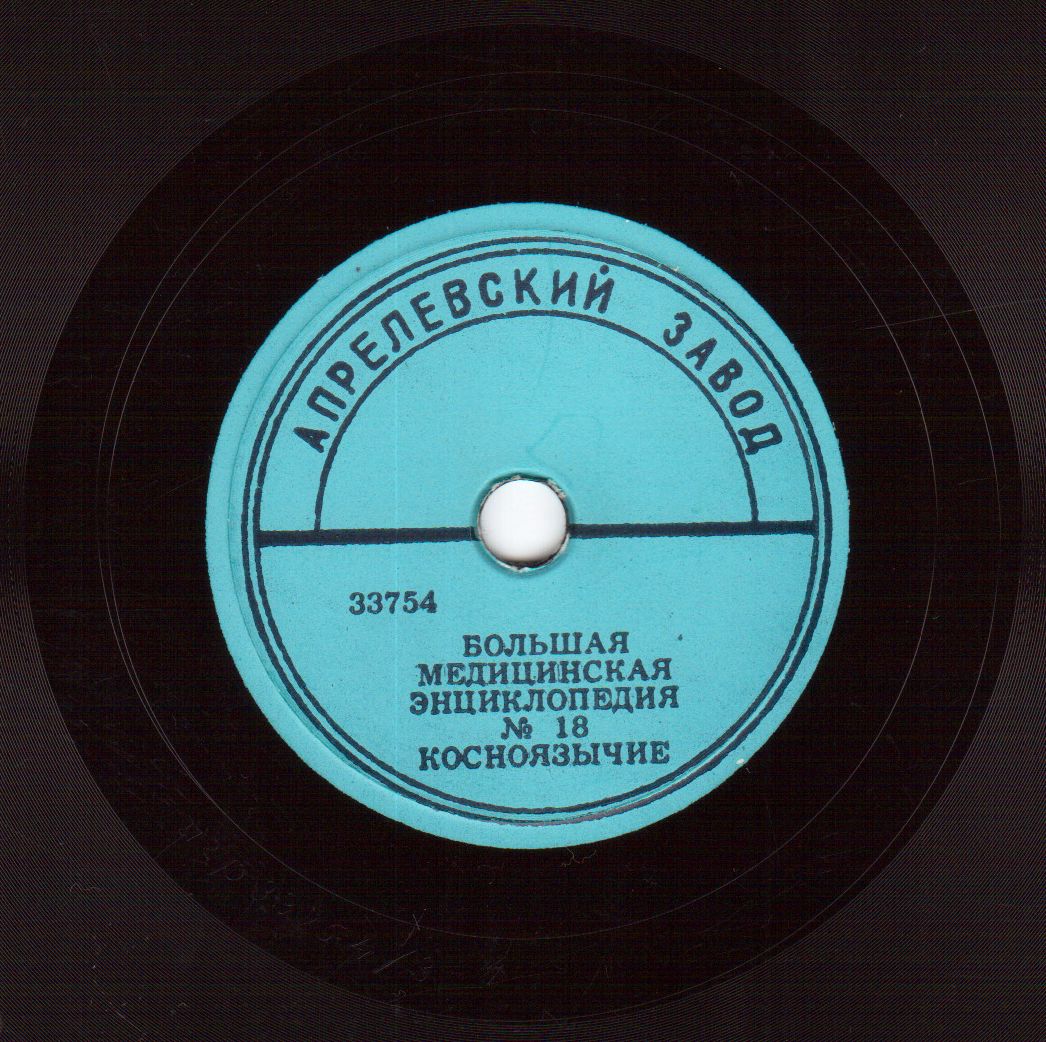 АПРЕЛЕВСКИЙ ЗАВОД
33754
БОЛЬШАЯ
МЕДИЦИНСКАЯ
ЭНЦИКЛОПЕДИЯ
№ 18
КОСНОЯЗЫЧИЕ